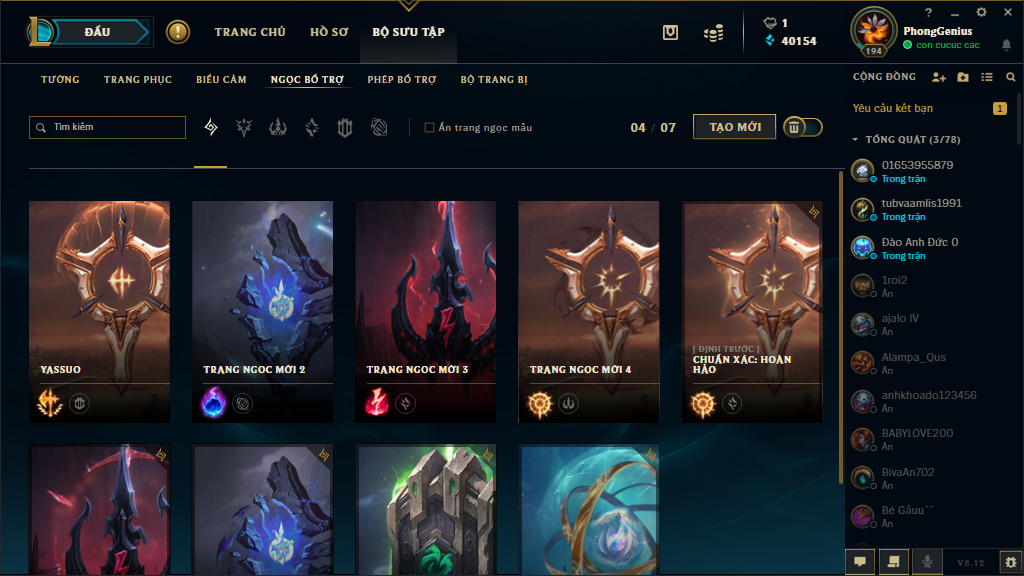 ĐẤU
TRANG CHỦ
HỒ SƠ
BỘ SƯU TẬP
1
40154
194
PhongGenius
con cucuc cac
TƯỚNG
TRANG PHỤC
BIỂU CẢM
NGỌC BỔ TRỢ
PHÉP BỔ TRỢ
BỘ TRANG BỊ
CỘNG ĐỒNG
Yêu cầu kết bạn
1
Tìm kiếm
Ẩn trang ngọc mẫu
04 / 07
TẠO MỚI
TỔNG QUÁT (3/78)
01653955879
Trong trận
tubvaamlis1991
Trong trận
Đào Anh Đức 0
Trong trận
1roi2
Ẩn
ajalo IV
Ẩn
Alampa_Qus
Ẩn
anhkhoado123456
Ẩn
BABYLOVE200
Ẩn
BivaAn702
Ẩn
Bé Gấuu˜˜
Ẩn
YASSUO
TRANG NGỌC MỚI 2
TRANG NGỌC MỚI 3
TRANG NGỌC MỚI 4
[ ĐỊNH TRƯỚC ]
CHUẨN XÁC: HOÀN
HẢO
V8.12